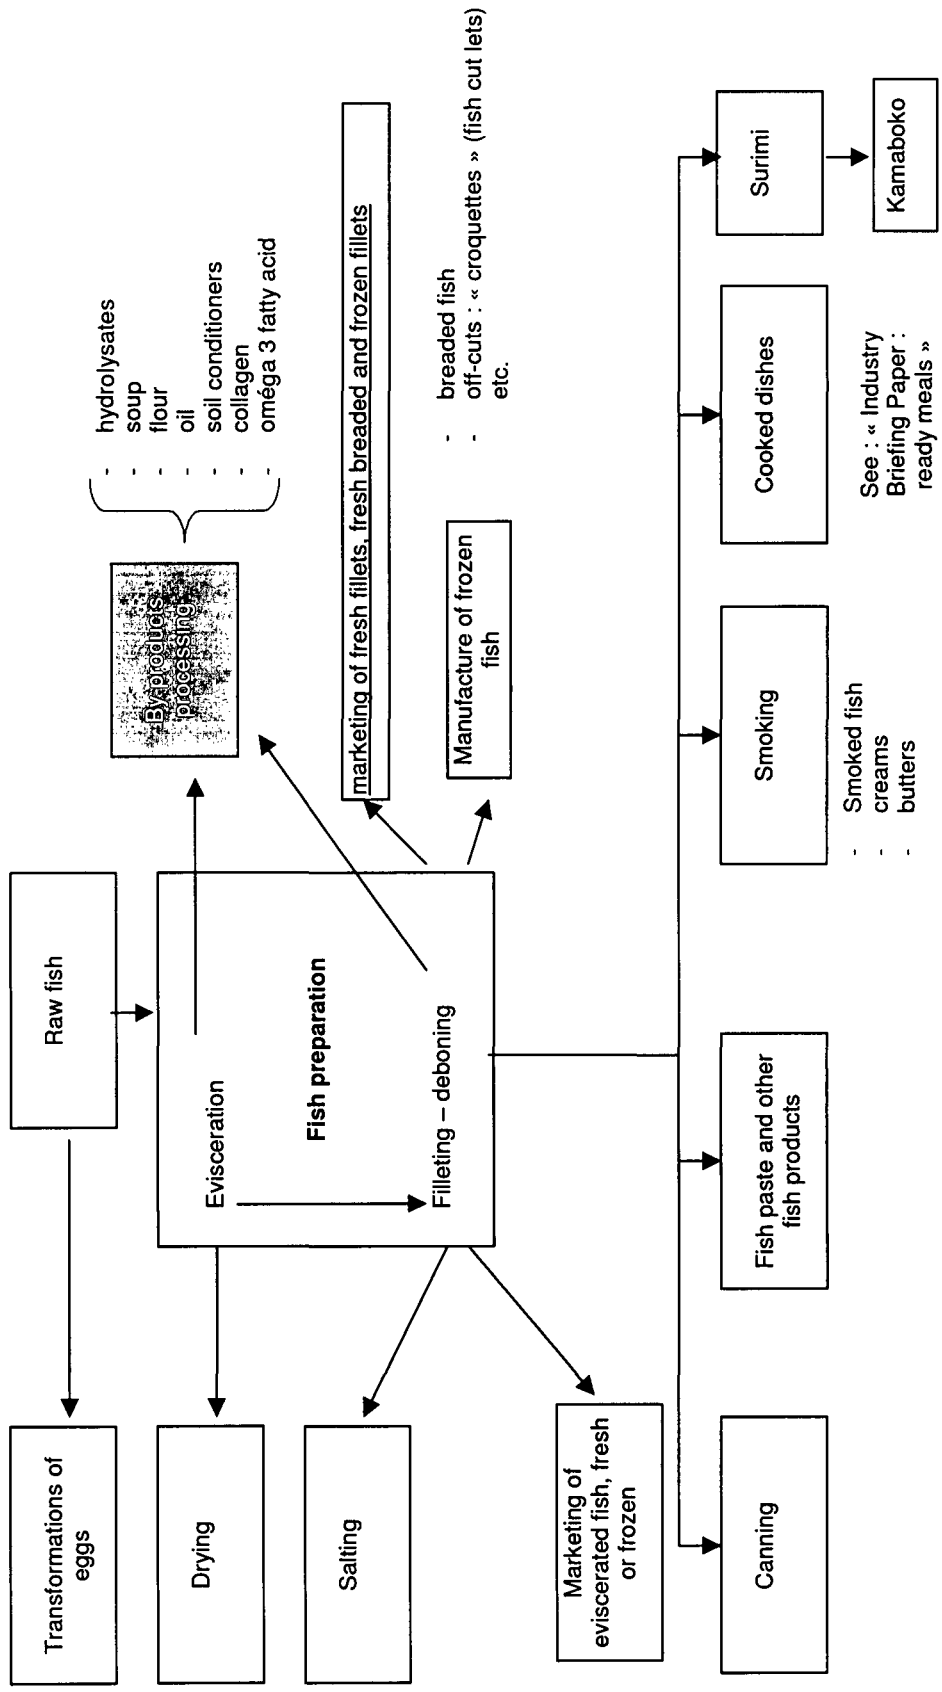 Raw fish
Transformations of
eggs
Evisceration
Fish preparation
Filleting – deboning
Drying
Salting
Marketing of
eviscerated fish, fresh
or frozen
By-products
processing
- hydrolysates
- soup
- flour
- oil
- soil conditioners
- collagen
- oméga 3 fatty acid
marketing of fresh fillets, fresh breaded and frozen fillets
Manufacture of frozen
fish
- breaded fish
- off-cuts : « croquettes » (fish cut lets)
etc.
Canning
Fish paste and other
fish products
Smoking
- Smoked fish
- creams
- butters
Cooked dishes
See : « Industry
Briefing Paper :
ready meals »
Surimi
Kamaboko